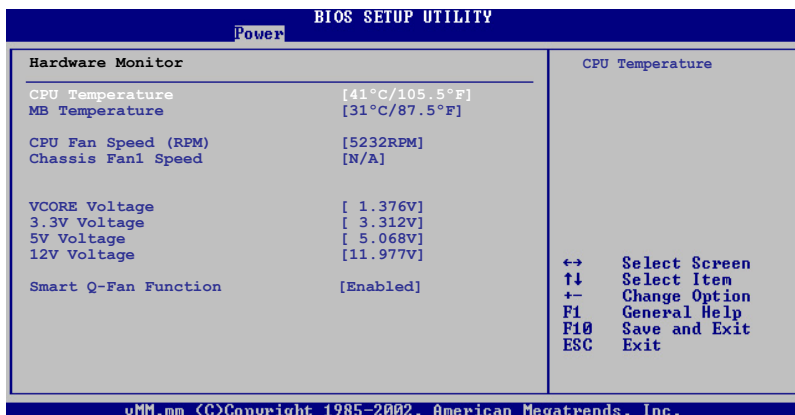 BIOS SETUP UTILITY
Power
Hardware Monitor
CPU Temperature [41°C/105.5°F]
MB Temperature [31°C/87.5°F]
CPU Fan Speed (RPM) [5232RPM]
Chassis Fan1 Speed [N/A]
VCORE Voltage [ 1.376V]
3.3V Voltage [ 3.312V]
5V Voltage [ 5.068V]
12V Voltage [11.977V]
Smart Q-Fan Function [Enabled]
CPU Temperature
←→ Select Screen
↑↓ Select Item
+- Change Option
F1 General Help
F10 Save and Exit
ESC Exit
vMM.mm (C)Copyright 1985-2002, American Megatrends, Inc.